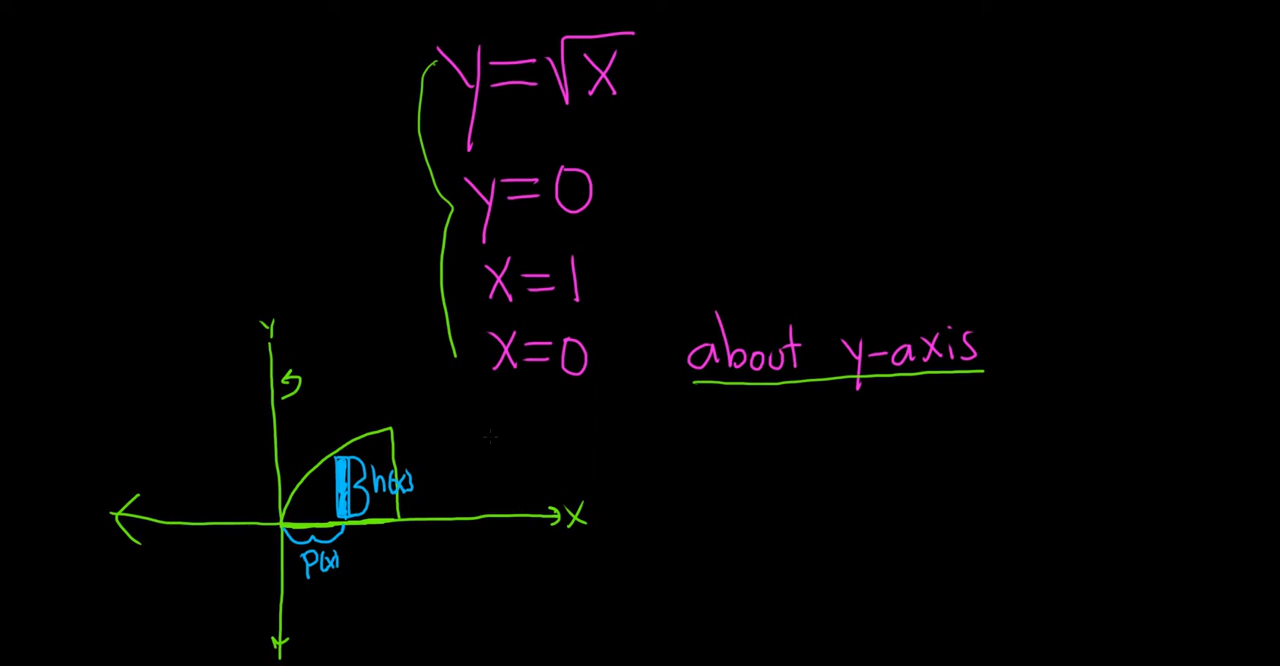 y=√x
y=0
x=1
x=0
about y-axis
y
h(x)
x
p(x)